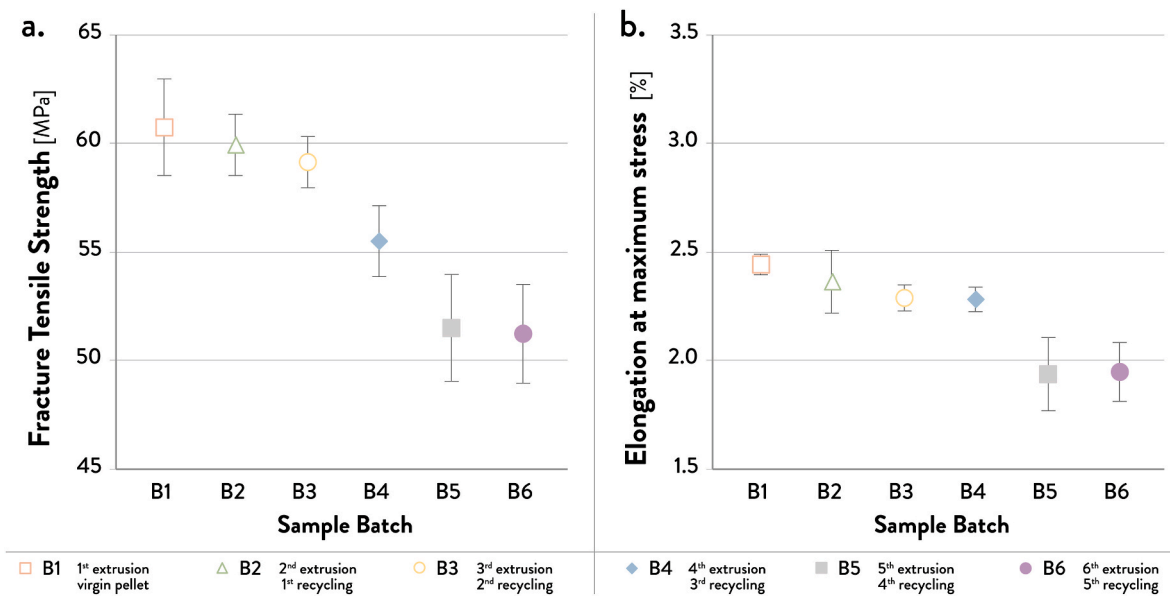 a.
65
60
55
50
45
Fracture Tensile Strength [MPa]
B1 B2 B3 B4 B5 B6
Sample Batch
b.
3.5
3.0
2.5
2.0
1.5
Elongation at maximum stress [%]
B1 B2 B3 B4 B5 B6
Sample Batch
B1 1st extrusion
virgin pellet
B2 2nd extrusion
1st recycling
B3 3rd extrusion
2nd recycling
B4 4th extrusion
3rd recycling
B5 5th extrusion
4th recycling
B6 6th extrusion
5th recycling